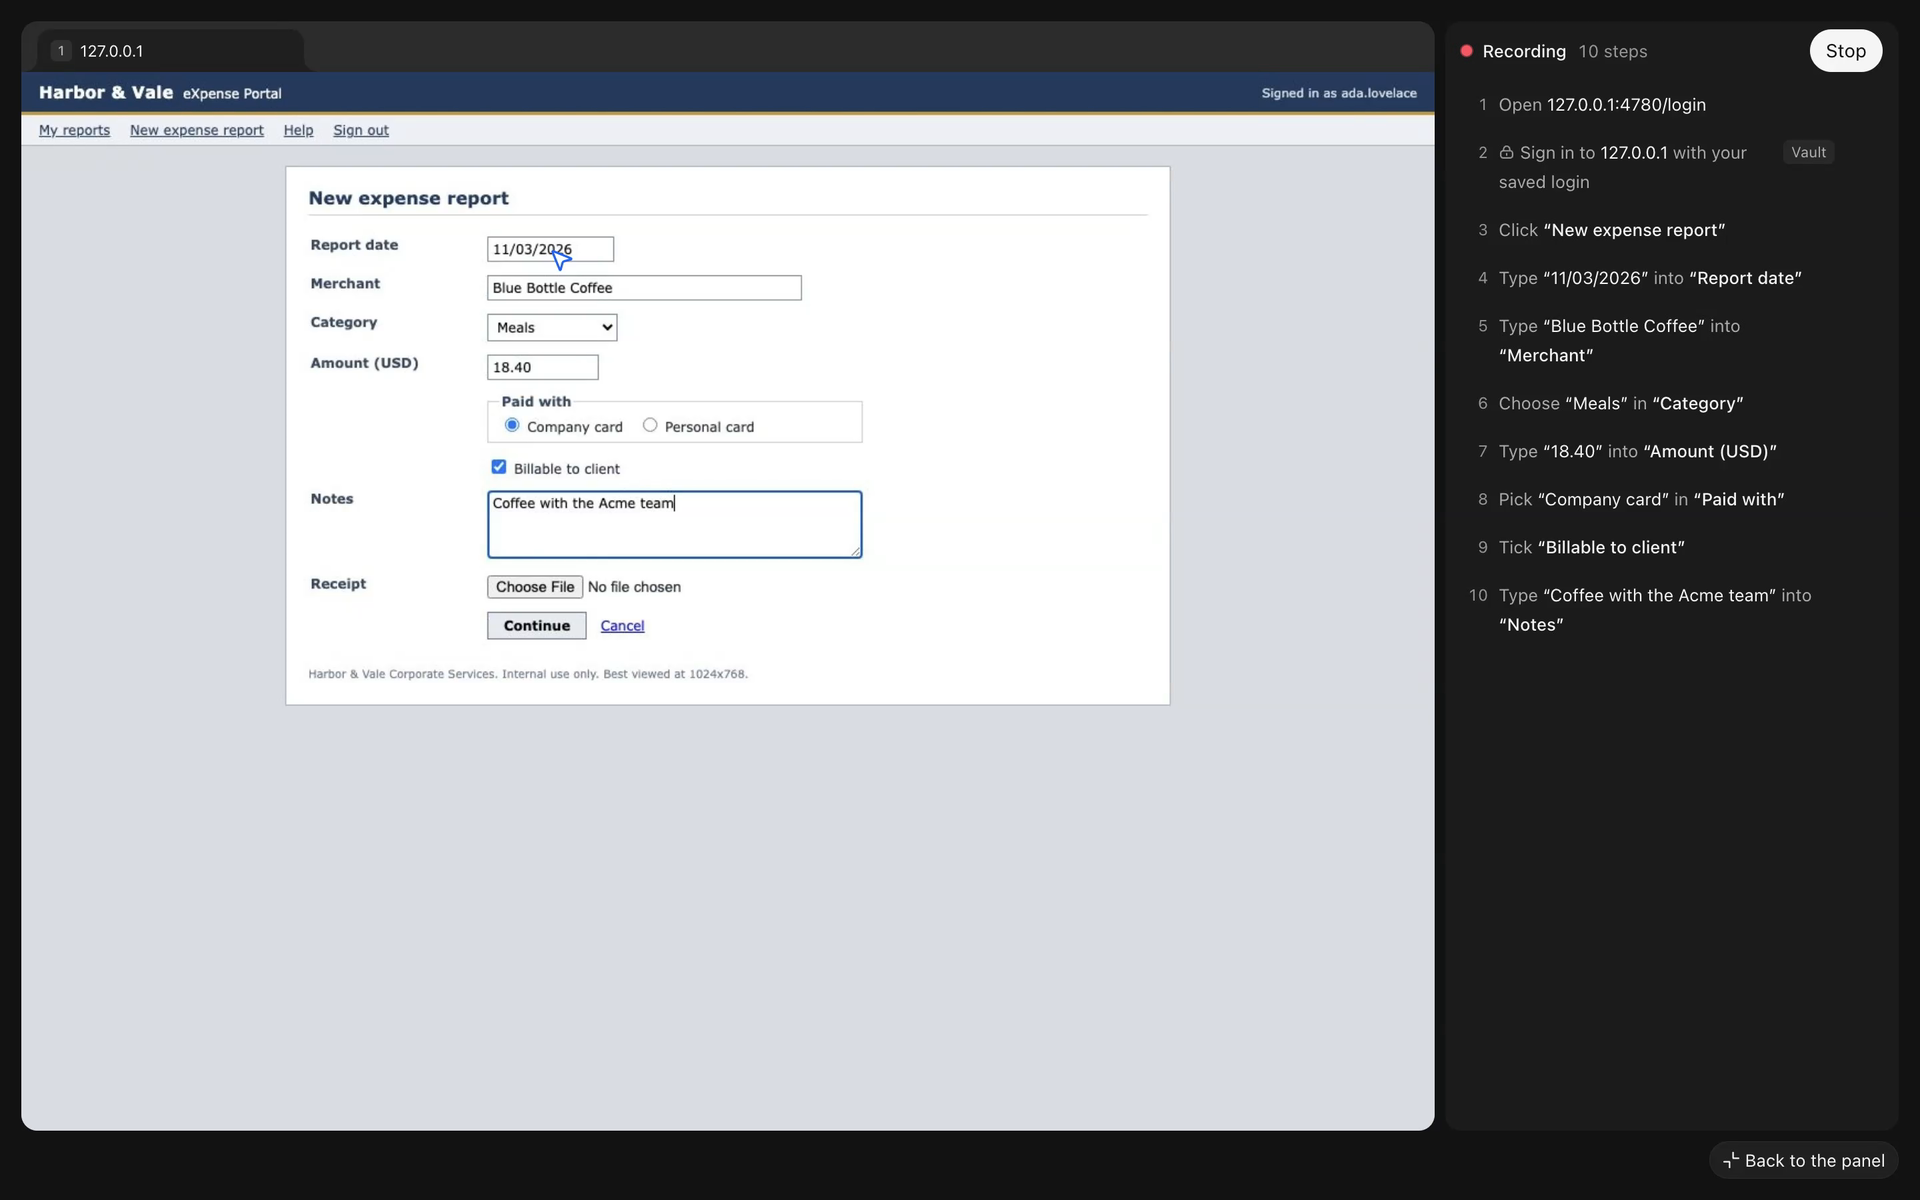 1 127.0.0.1
Harbor & Vale eXpense Portal
Signed in as ada.lovelace
My reports New expense report Help Sign out
New expense report
Report date 11/03/2026
Merchant Blue Bottle Coffee
Category Meals
Amount (USD) 18.40
Paid with
Company card Personal card
Billable to client
Notes Coffee with the Acme team
Receipt Choose File No file chosen
Continue Cancel
Harbor & Vale Corporate Services. Internal use only. Best viewed at 1024x768.
Recording 10 steps Stop
1 Open 127.0.0.1:4780/login
2 Sign in to 127.0.0.1 with your Vault
saved login
3 Click “New expense report”
4 Type “11/03/2026” into “Report date”
5 Type “Blue Bottle Coffee” into
“Merchant”
6 Choose “Meals” in “Category”
7 Type “18.40” into “Amount (USD)”
8 Pick “Company card” in “Paid with”
9 Tick “Billable to client”
10 Type “Coffee with the Acme team” into
“Notes”
Back to the panel